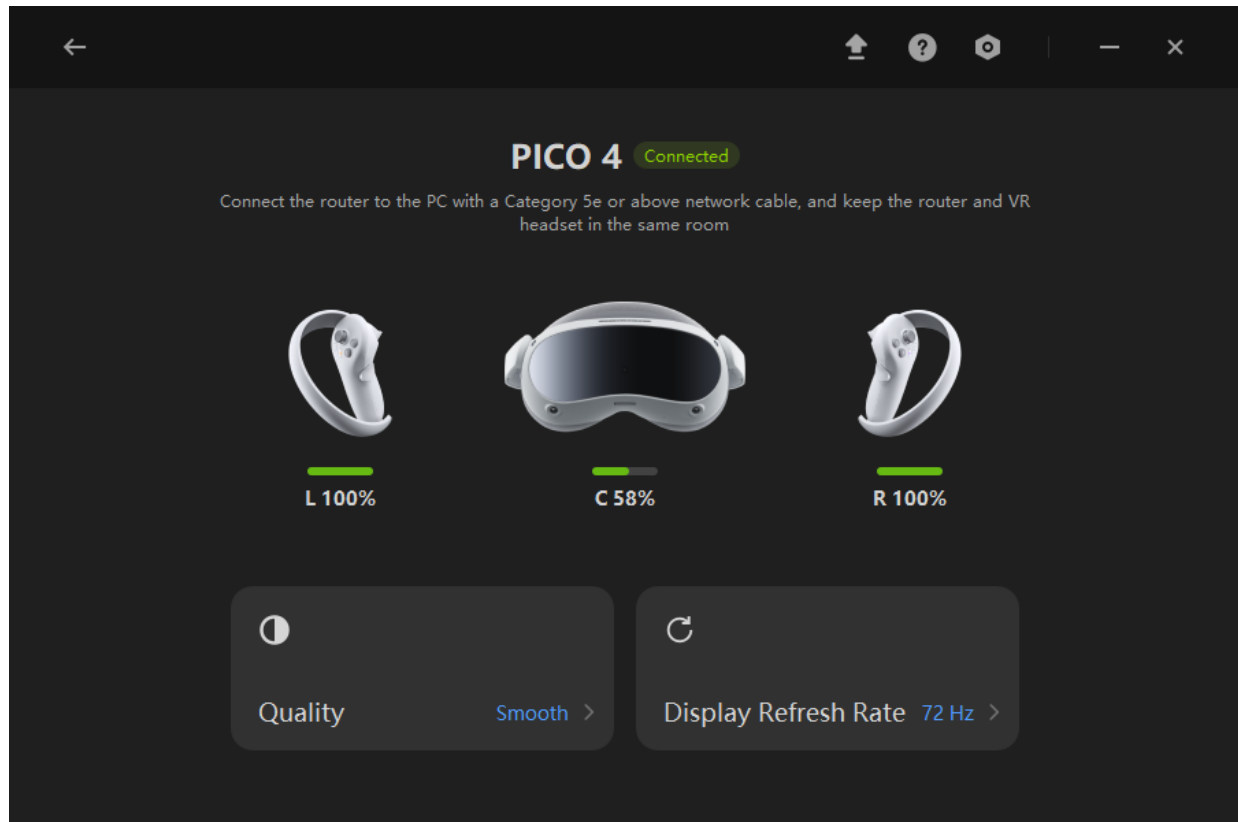 PICO 4 Connected
Connect the router to the PC with a Category 5e or above network cable, and keep the router and VR
headset in the same room
L 100% C 58% R 100%
Quality Smooth Display Refresh Rate 72 Hz